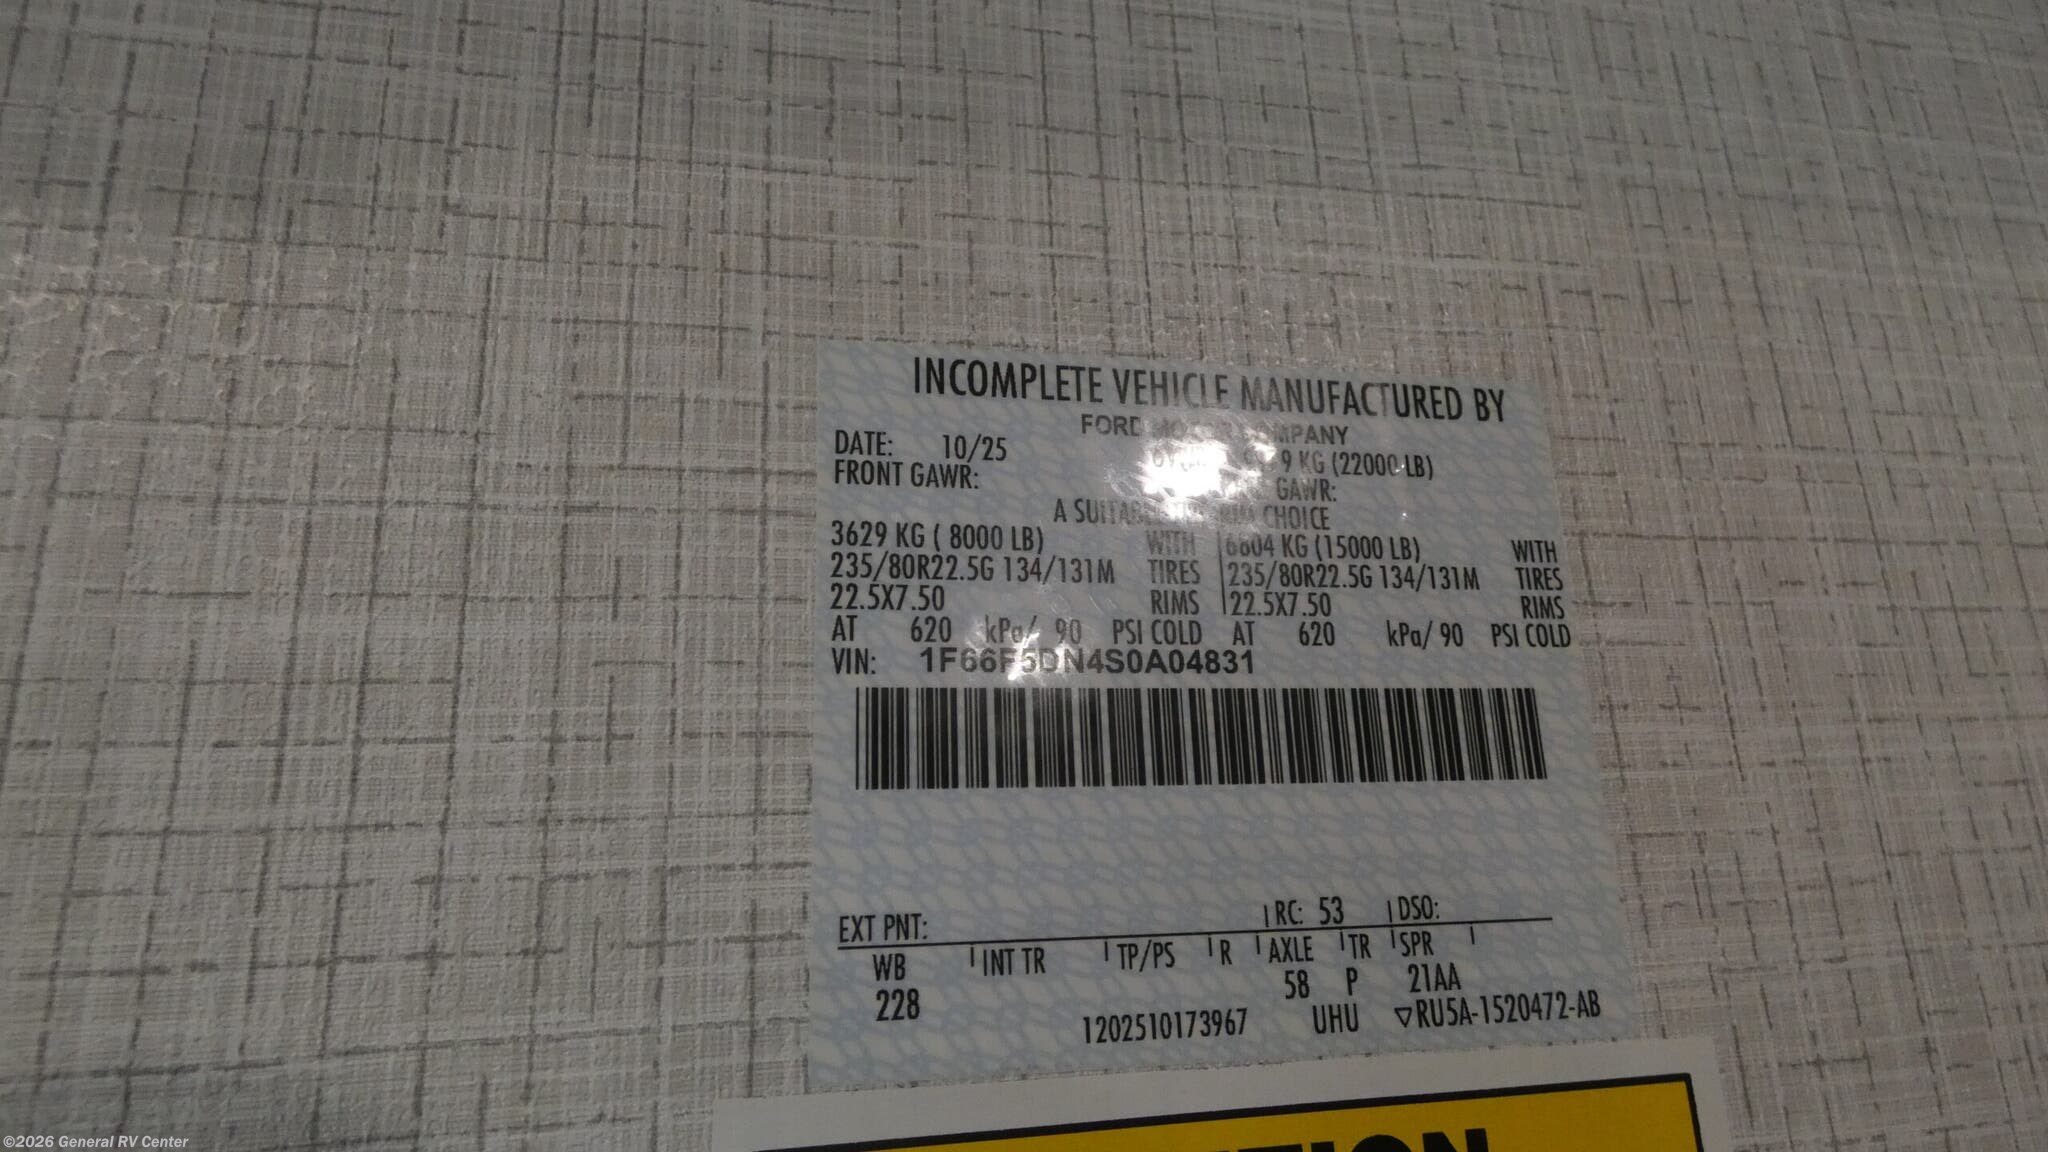 INCOMPLETE VEHICLE MANUFACTURED BY
FORD COMPANY
DATE: 10/25 9 KG (22000 LB)
FRONT GAWR: GAWR:
A CHOICE
3629 KG ( 8000 LB) WITH 6804 KG (15000 LB) WITH
235/80R22.5G 134/131M TIRES 235/80R22.5G 134/131M TIRES
22.5X7.50 RIMS 22.5X7.50 RIMS
AT 620 kPa/ 90 PSI COLD AT 620 kPa/ 90 PSI COLD
VIN: 1F66F5DN4S0A04831
EXT PNT: RC: 53 DSO:
WB INT TR TP/PS R AXLE TR SPR
228 58 P 21AA
1202510173967 UHU ▽RU5A-1520472-AB
©2026 General RV Center